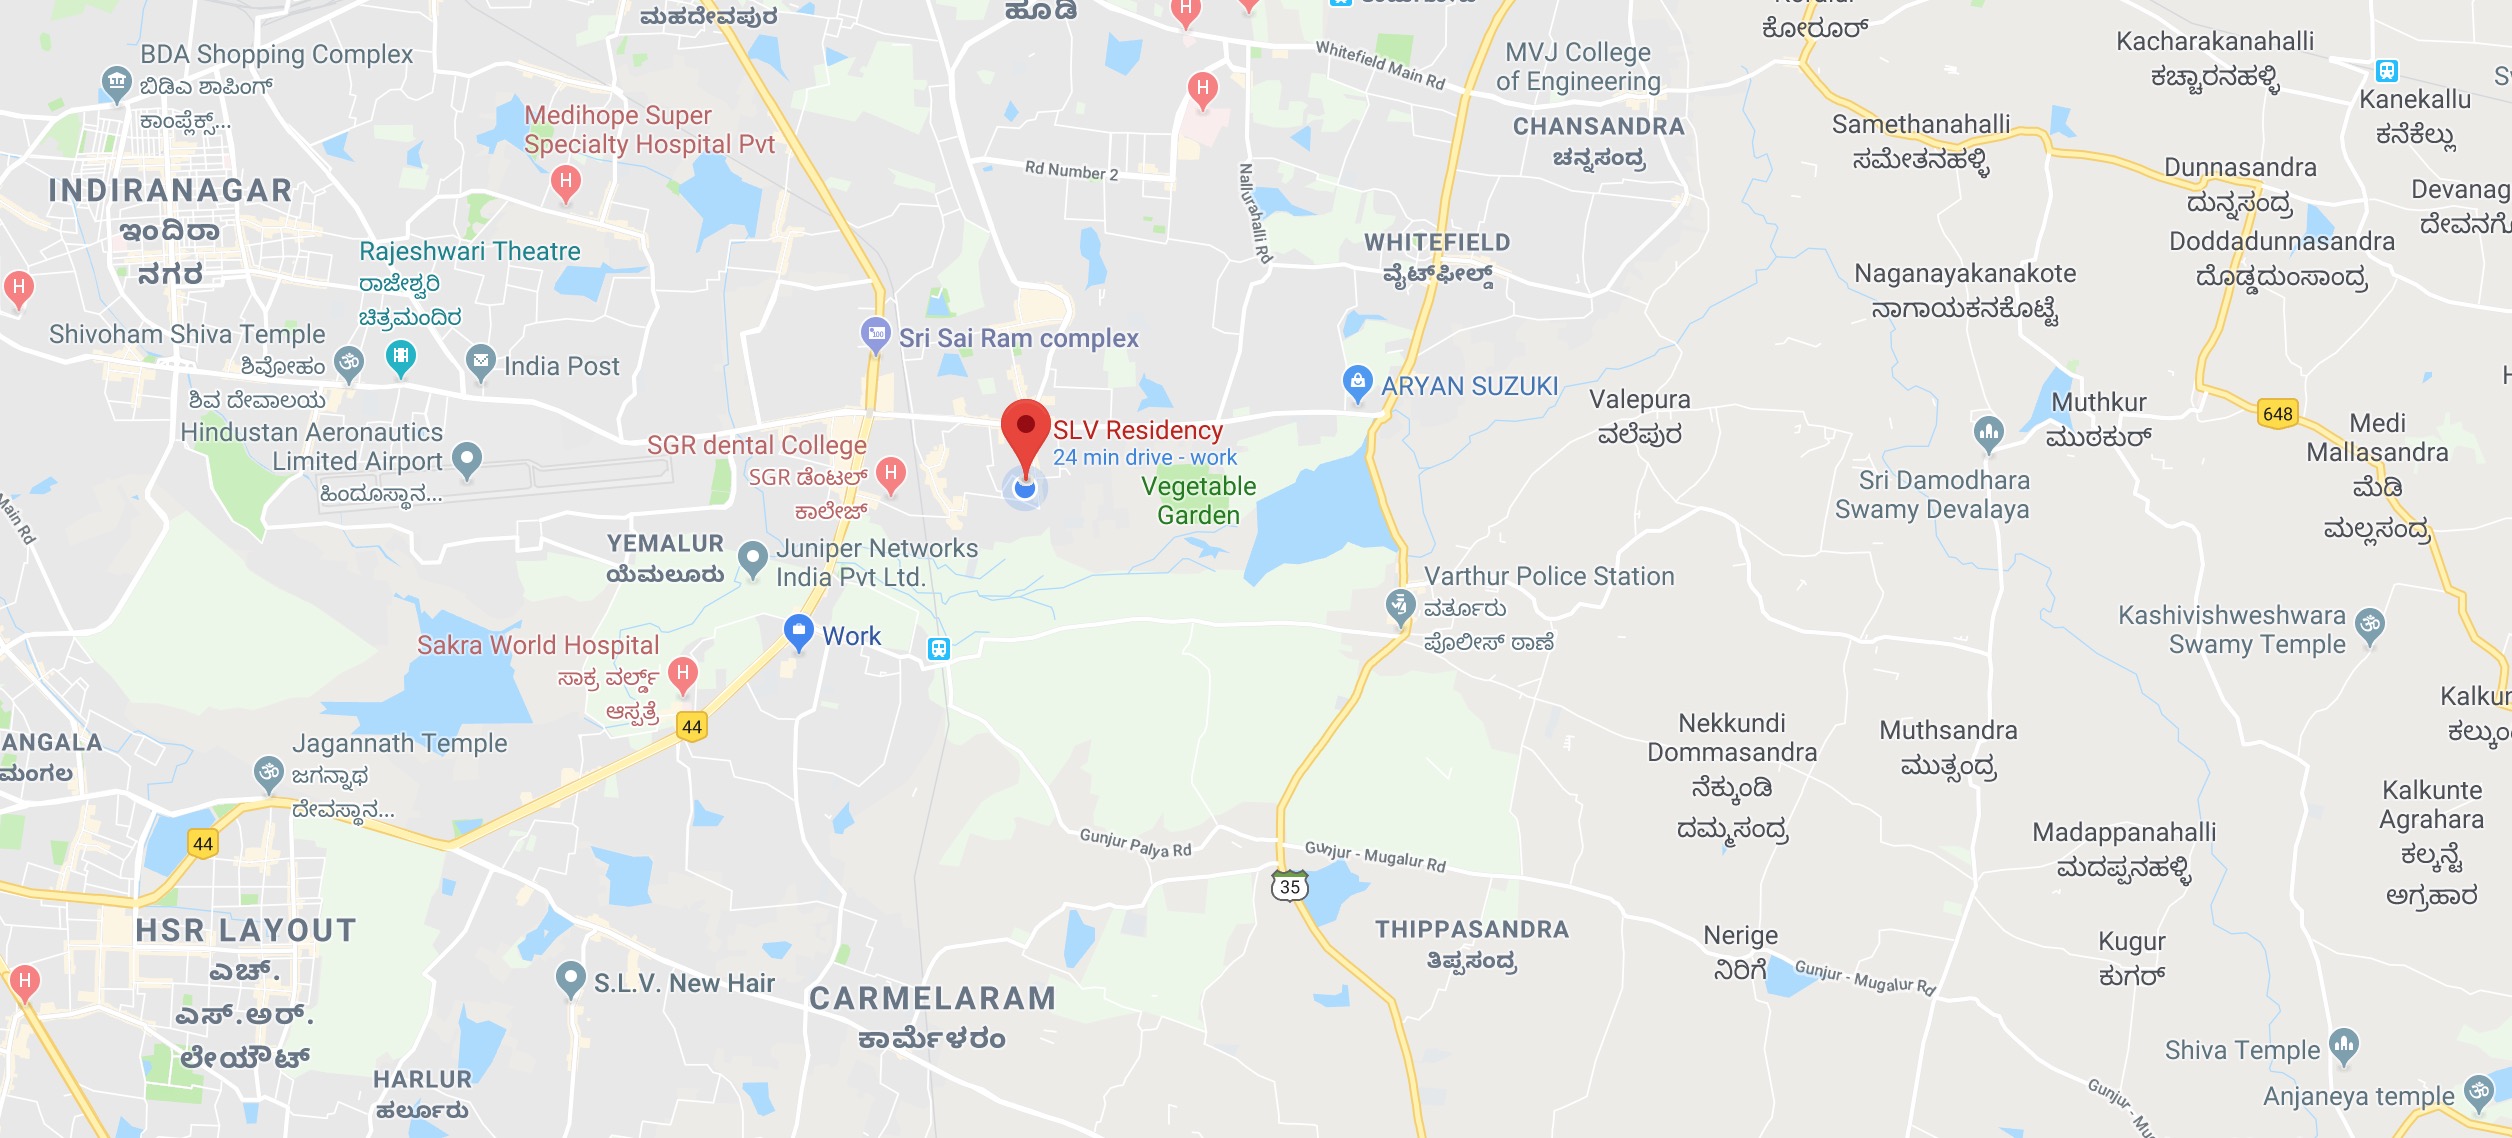 ಮಹದೇವಪುರ
ಹೂಡಿ
ಕೋರೂರ್
BDA Shopping Complex
ಬಿಡಿಎ ಶಾಪಿಂಗ್
ಕಾಂಪ್ಲೆಕ್ಸ್...
Whitefield Main Rd
MVJ College
of Engineering
Kacharakanahalli
ಕಚ್ಚಾರನಹಳ್ಳಿ
Kanekallu
ಕನೆಕೆಲ್ಲು
Medihope Super
Specialty Hospital Pvt
CHANSANDRA
ಚನ್ನಸಂದ್ರ
Samethanahalli
ಸಮೇತನಹಳ್ಳಿ
Rd Number 2
Nallurahalli Rd
Dunnasandra
ದುನ್ನಸಂದ್ರ
Devanag
ದೇವನಗೊ
INDIRANAGAR
ಇಂದಿರಾ
ನಗರ
Rajeshwari Theatre
ರಾಜೇಶ್ವರಿ
ಚಿತ್ರಮಂದಿರ
WHITEFIELD
ವೈಟ್‌ಫೀಲ್ಡ್
Doddadunnasandra
ದೊಡ್ಡದುಂಸಾಂದ್ರ
Naganayakanakote
ನಾಗಾಯಕನಕೊಟ್ಟೆ
Shivoham Shiva Temple
ಶಿವೋಹಂ
ಶಿವ ದೇವಾಲಯ
India Post
Sri Sai Ram complex
ARYAN SUZUKI
Valepura
ವಲೆಪುರ
Muthkur
ಮುಠಕುರ್
648
Medi
Mallasandra
ಮೆಡಿ
ಮಲ್ಲಸಂದ್ರ
Hindustan Aeronautics
Limited Airport
ಹಿಂದೂಸ್ಥಾನ...
SGR dental College
SGR ಡೆಂಟಲ್
ಕಾಲೇಜ್
SLV Residency
24 min drive - work
Vegetable
Garden
Sri Damodhara
Swamy Devalaya
Main Rd
YEMALUR
ಯೆಮಲೂರು
Juniper Networks
India Pvt Ltd.
Varthur Police Station
ವರ್ತೂರು
ಪೊಲೀಸ್ ಠಾಣೆ
Kashivishweshwara
Swamy Temple
Sakra World Hospital
ಸಾಕ್ರ ವರ್ಲ್ಡ್
ಆಸ್ಪತ್ರೆ
Work
44
Kalkun
ಕಲ್ಕುಂ
Nekkundi
Dommasandra
ನೆಕ್ಕುಂಡಿ
ದಮ್ಮಸಂದ್ರ
Muthsandra
ಮುತ್ಸಂದ್ರ
ANGALA
ಮಂಗಲ
Jagannath Temple
ಜಗನ್ನಾಥ
ದೇವಸ್ಥಾನ...
44
Kalkunte
Agrahara
ಕಲ್ಕನ್ಟೆ
ಅಗ್ರಹಾರ
Gunjur Palya Rd
Gunjur - Mugalur Rd
35
Madappanahalli
ಮದಪ್ಪನಹಳ್ಳಿ
HSR LAYOUT
ಎಚ್.
ಎಸ್.ಆರ್.
ಲೇಯೌಟ್
THIPPASANDRA
ತಿಪ್ಪಸಂದ್ರ
Nerige
ನಿರಿಗೆ
Gunjur - Mugalur Rd
Kugur
ಕುಗರ್
S.L.V. New Hair
CARMELARAM
ಕಾರ್ಮೆಳರಂ
HARLUR
ಹರ್ಲೂರು
Shiva Temple
Anjaneya temple
Gunjur - Mu